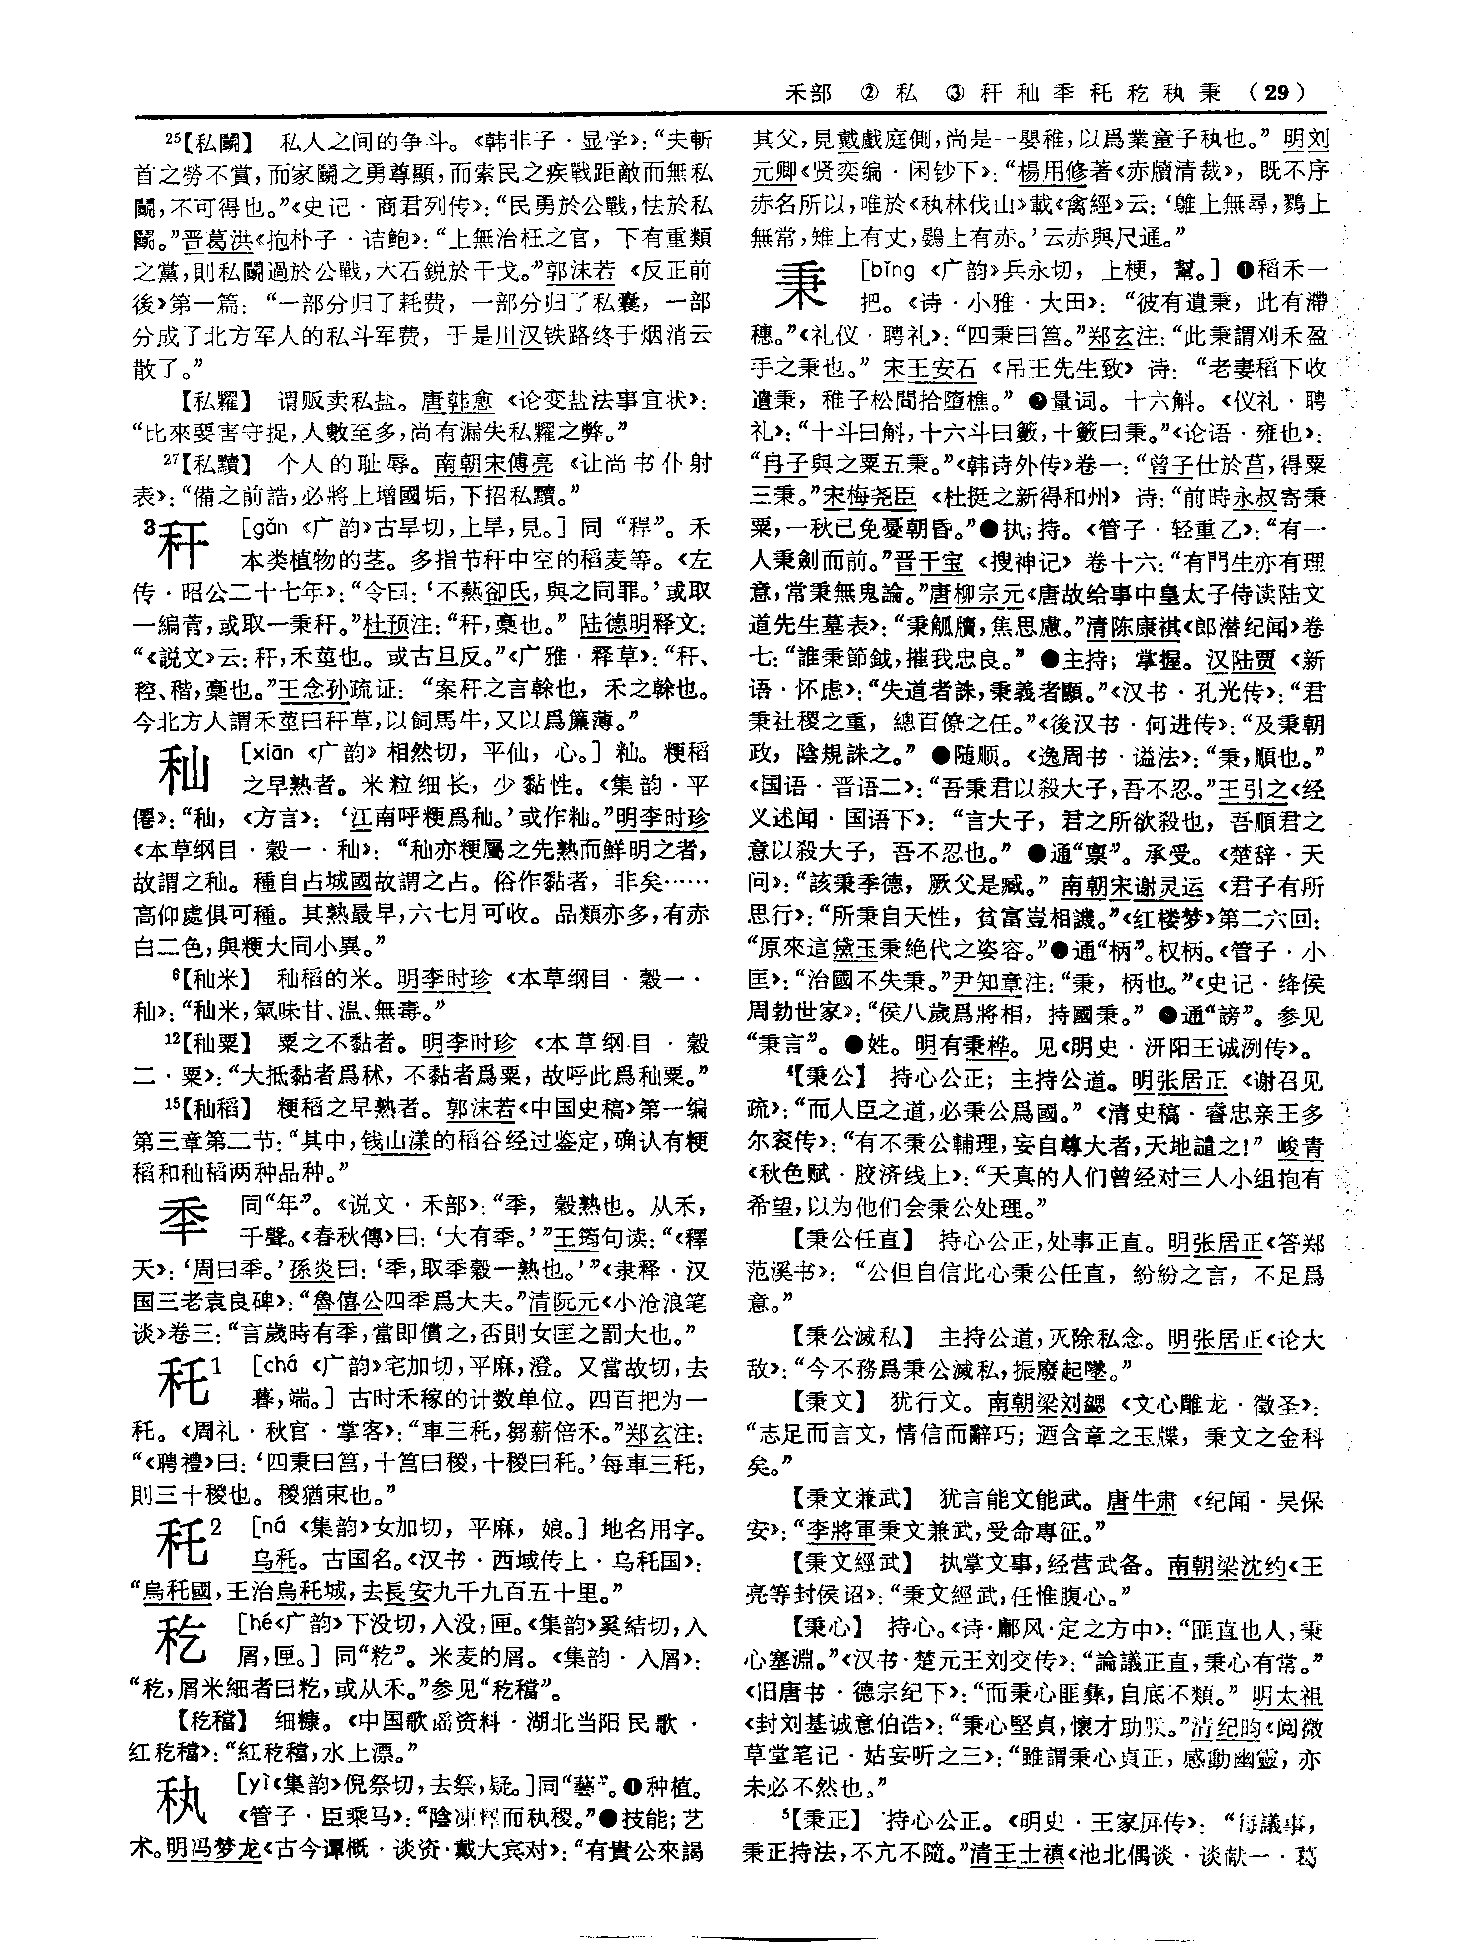 禾部 ②私 ③秆秈秊秅秔秇秉（29）
25【私鬭】 私人之间的争斗。《韩非子·显学》：“夫斬
首之勞不賞，而家鬭之勇尊顯，而索民之疾戰距敵而無私
鬭，不可得也。”《史记·商君列传》：“民勇於公戰，怯於私
鬭。”晋葛洪《抱朴子·诘鲍》：“上無治枉之官，下有重類
之黨，則私鬭過於公戰，木石鋭於干戈。”郭沫若《反正前
後》第一篇：“一部分归了耗费，一部分归了私囊，一部
分成了北方军人的私斗军费，于是川汉铁路终于烟消云
散了。”
【私糶】 谓贩卖私盐。唐韩愈《论变盐法事宜状》：
“比來要害守捉，人數至多，尚有漏失私糶之弊。”
27【私黷】 个人的耻辱。南朝宋傅亮《让尚书仆射
表》：“備之前誥，必將上增國垢，下招私黷。”
3秆 ［gǎn《广韵》古旱切，上旱，見。］同“稈”。禾
本类植物的茎。多指节秆中空的稻麦等。《左
传·昭公二十七年》：“令曰：‘不爇郤氏，與之同罪。’或取
一编菅，或取一秉秆。”杜预注：“秆，稾也。”陆德明释文：
“《説文》云：秆，禾莖也。或古旦反。”《广雅·释草》：“秆、
稭，稾也。”王念孙疏证：“案秆之言榦也，禾之榦也。
今北方人謂禾莖曰秆草，以飼馬牛，又以爲簾薄。”
秈 ［xiān《广韵》相然切，平仙，心。］籼。粳稻
之早熟者。米粒细长，少黏性。《集韵·平
僊》：“秈，《方言》：‘江南呼粳爲秈。’或作籼。”明李时珍
《本草纲目·穀一·秈》：“秈亦粳屬之先熟而鮮明之者，
故謂之秈。種自占城國故謂之占。俗作黏者，非矣……
高仰處俱可種。其熟最早，六七月可收。品類亦多，有赤
白二色，與粳大同小異。”
6【秈米】 秈稻的米。明李时珍《本草纲目·穀一·
秈》：“秈米，氣味甘、温、無毒。”
12【秈粟】 粟之不黏者。明李时珍《本草纲目·穀
二·粟》：“大抵黏者爲秫，不黏者爲粟，故呼此爲秈粟。”
15【秈稻】 粳稻之早熟者。郭沫若《中国史稿》第一编
第三章第二节：“其中，钱山漾的稻谷经过鉴定，确认有粳
稻和秈稻两种品种。”
秊 同“年”。《说文·禾部》：“秊，穀熟也。从禾，
千聲。《春秋傳》曰：‘大有秊。’”王筠句读：“《釋
天》：‘周曰秊。’孫炎曰：‘秊，取秊穀一熟也。’”《隶释·汉
国三老袁良碑》：“魯僖公四秊爲大夫。”清阮元《小沧浪笔
谈》卷三：“言歲時有秊，當即償之，否則女匡之罰大也。”
秅1 ［chá《广韵》宅加切，平麻，澄。又當故切，去
暮，端。］古时禾稼的计数单位。四百把为一
秅。《周礼·秋官·掌客》：“車三秅，芻薪倍禾。”郑玄注：
“《聘禮》曰：‘四秉曰筥，十筥曰稯，十稯曰秅。’每車三秅，
則三十稯也。稯猶束也。”
秅2 ［ná《集韵》女加切，平麻，娘。］地名用字。
乌秅。古国名。《汉书·西域传上·乌秅国》：
“烏秅國，王治烏秅城，去長安九千九百五十里。”
秔 ［hé《广韵》下没切，入没，匣。《集韵》奚結切，入
屑，匣。］同“籺”。米麦的屑。《集韵·入屑》：
“秔，屑米細者曰籺，或从禾。”参见“秔䅥”。
【秔䅥】 细糠。《中国歌谣资料·湖北当阳民歌·
红秔䅥》：“紅秔䅥，水上漂。”
秇 ［yì《集韵》倪祭切，去祭，疑。］同“藝”。❶种植。
《管子·臣乘马》：“陰涷釋而秇稷。”●技能；艺
术。明冯梦龙《古今谭概·谈资·戴大宾对》：“有貴公來謁
其父，見戴戲庭側，尚是一嬰稚，以爲業童子秇也。”明刘
元卿《贤奕编·闲钞下》：“楊用修著《赤牘清裁》，既不序
赤名所以，唯於《秇林伐山》載《禽經》云：‘雉上無尋，鷚上
無常，雉上有丈，鷃上有赤。’云赤與尺通。”
秉 ［bǐng《广韵》兵永切，上梗，幫。］❶稻禾一
把。《诗·小雅·大田》：“彼有遺秉，此有滯
穗。”《礼仪·聘礼》：“四秉曰筥。”郑玄注：“此秉謂刈禾盈
手之秉也。”宋王安石《吊王先生致》诗：“老妻稻下收
遺秉，稚子松間拾墮樵。”❷量词。十六斛。《仪礼·聘
礼》：“十斗曰斛，十六斗曰籔，十籔曰秉。”《论语·雍也》：
“冉子與之粟五秉。”《韩诗外传》卷一：“曾子仕於莒，得粟
三秉。”宋梅尧臣《杜挺之新得和州》诗：“前時永叔寄秉
粟，一秋已免憂朝昏。”●执；持。《管子·轻重乙》：“有一
人秉劍而前。”晋干宝《搜神记》卷十六：“有門生亦有理
意，常秉無鬼論。”唐柳宗元《唐故给事中皇太子侍读陆文
道先生墓表》：“秉觚牘，焦思慮。”清陈康祺《郎潜纪闻》卷
七：“誰秉節鉞，摧我忠良。”●主持；掌握。汉陆贾《新
语·怀虑》：“失道者誅，秉義者顯。”《汉书·孔光传》：“君
秉社稷之重，總百僚之任。”《後汉书·何进传》：“及秉朝
政，陰規誅之。”●随顺。《逸周书·谥法》：“秉，順也。”
《国语·晋语二》：“吾秉君以殺大子，吾不忍。”王引之《经
义述闻·国语下》：“言大子，君之所欲殺也，吾順君之
意以殺大子，吾不忍也。”●通“禀”。承受。《楚辞·天
问》：“該秉季德，厥父是臧。”南朝宋谢灵运《君子有所
思行》：“所秉自天性，貧富豈相譏。”《红楼梦》第二六回：
“原來這黛玉秉絶代之姿容。”●通“柄”。权柄。《管子·小
匡》：“治國不失秉。”尹知章注：“秉，柄也。”《史记·绛侯
周勃世家》：“侯八歲爲將相，持國秉。”●通“謗”。参见
“秉言”。●姓。明有秉桦。见《明史·汧阳王诚洌传》。
4【秉公】 持心公正；主持公道。明张居正《谢召见
疏》：“而人臣之道，必秉公爲國。”《清史稿·睿忠亲王多
尔衮传》：“有不秉公輔理，妄自尊大者，天地譴之！”峻青
《秋色赋·胶济线上》：“天真的人们曾经对三人小组抱有
希望，以为他们会秉公处理。”
【秉公任直】 持心公正，处事正直。明张居正《答郑
范溪书》：“公但自信此心秉公任直，紛紛之言，不足爲
意。”
【秉公滅私】 主持公道，灭除私念。明张居正《论大
政》：“今不務爲秉公滅私，振廢起墜。”
【秉文】 犹行文。南朝梁刘勰《文心雕龙·徵圣》：
“志足而言文，情信而辭巧；迺含章之玉牒，秉文之金科
矣。”
【秉文兼武】 犹言能文能武。唐牛肃《纪闻·吴保
安》：“李將軍秉文兼武，受命專征。”
【秉文經武】 执掌文事，经营武备。南朝梁沈约《王
亮等封侯诏》：“秉文經武，任惟腹心。”
【秉心】 持心。《诗·鄘风·定之方中》：“匪直也人，秉
心塞淵。”《汉书·楚元王刘交传》：“論議正直，秉心有常。”
《旧唐书·德宗纪下》：“而秉心匪彝，自底不類。”明太祖
《封刘基诚意伯诰》：“秉心堅貞，懷才助朕。”清纪昀《阅微
草堂笔记·姑妄听之三》：“雖謂秉心貞正，感動幽靈，亦
未必不然也。”
5【秉正】 持心公正。《明史·王家屏传》：“每議事，
秉正持法，不亢不隨。”清王士禛《池北偶谈·谈献一·葛